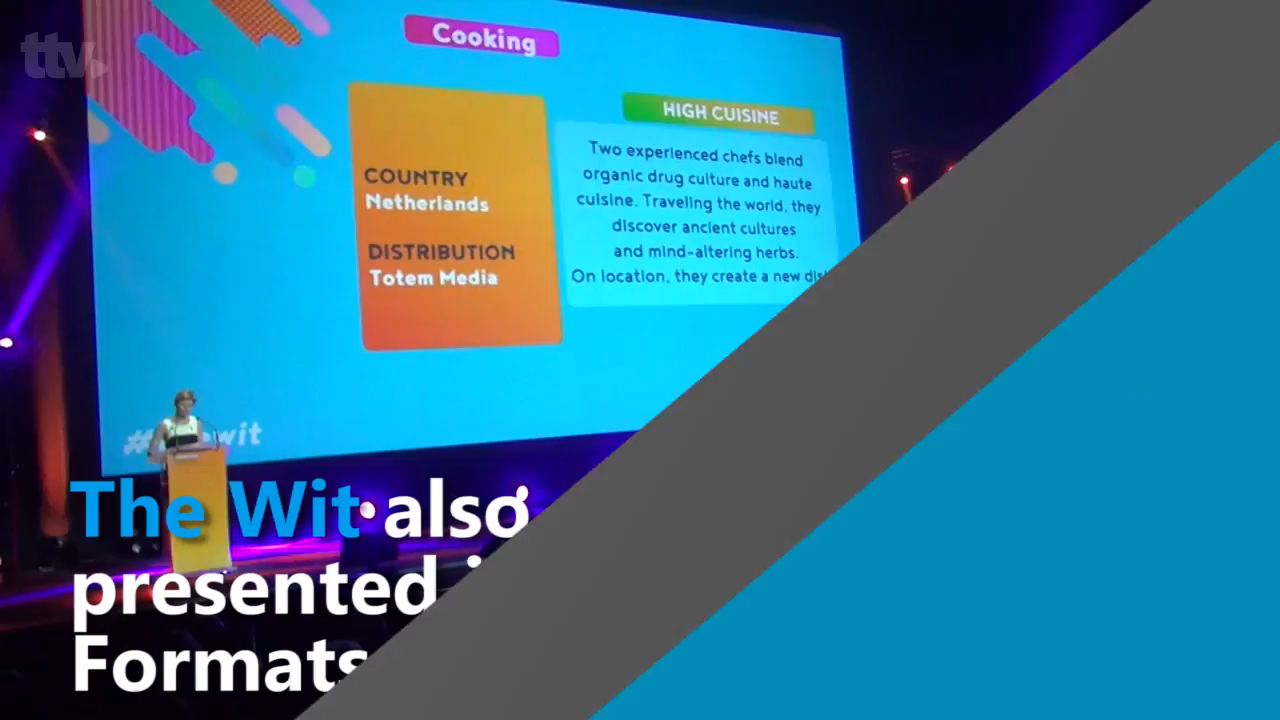 ttv
Cooking
HIGH CUISINE
COUNTRY
Netherlands
DISTRIBUTION
Totem Media
Two experienced chefs blend
organic drug culture and haute
cuisine. Traveling the world, they
discover ancient cultures
and mind-altering herbs.
On location, they create a new
The Wit also
presented
Formats